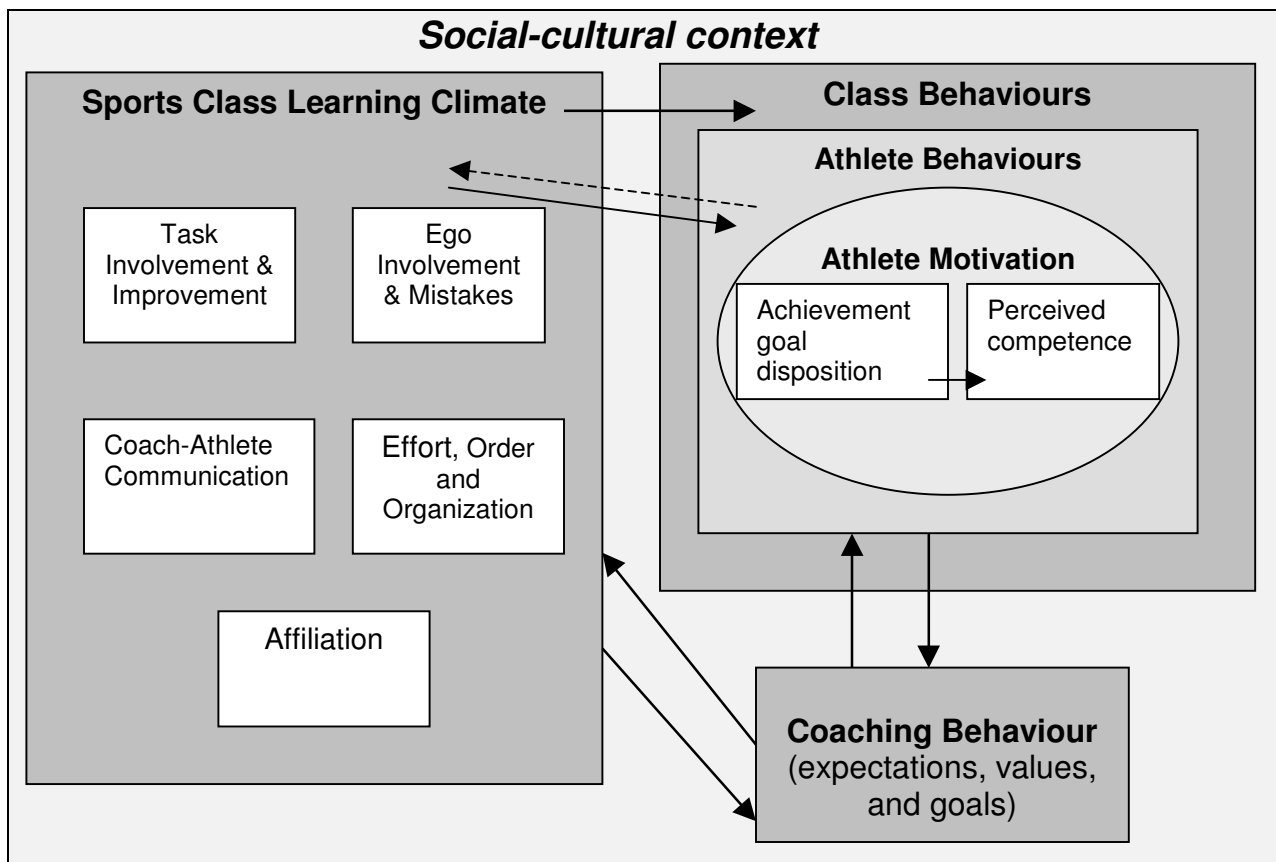 Social-cultural context
Sports Class Learning Climate
Task
Involvement &
Improvement
Ego
Involvement
& Mistakes
Coach-Athlete
Communication
Effort, Order
and
Organization
Affiliation
Class Behaviours
Athlete Behaviours
Athlete Motivation
Achievement
goal
disposition
Perceived
competence
Coaching Behaviour
(expectations, values,
and goals)